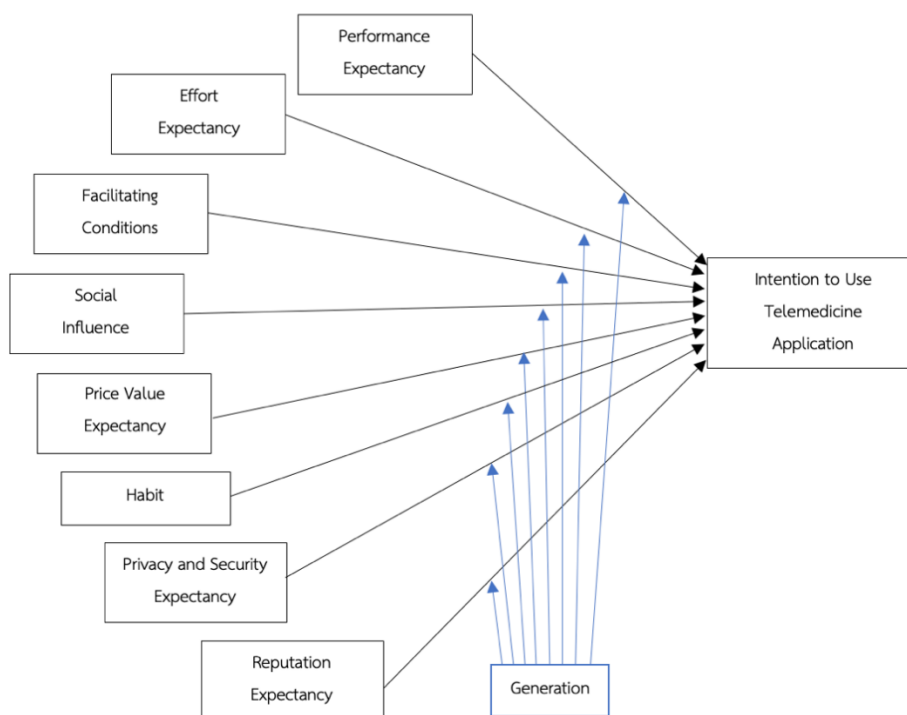 Performance
Expectancy
Effort
Expectancy
Facilitating
Conditions
Social
Influence
Intention to Use
Telemedicine
Application
Price Value
Expectancy
Habit
Privacy and Security
Expectancy
Reputation
Expectancy
Generation